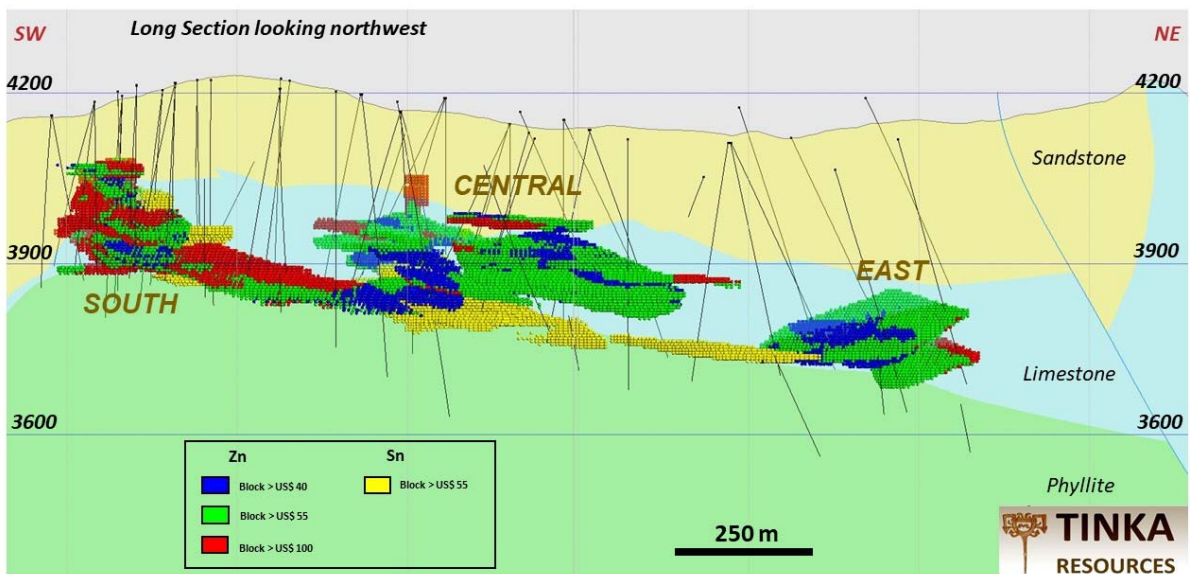 Long Section looking northwest
SW
NE
4200
4200
Sandstone
CENTRAL
3900
3900
EAST
SOUTH
Limestone
3600
3600
Zn
Sn
Block > US$ 40
Block > US$ 55
Block > US$ 55
Block > US$ 100
Phyllite
250 m
TINKA
RESOURCES